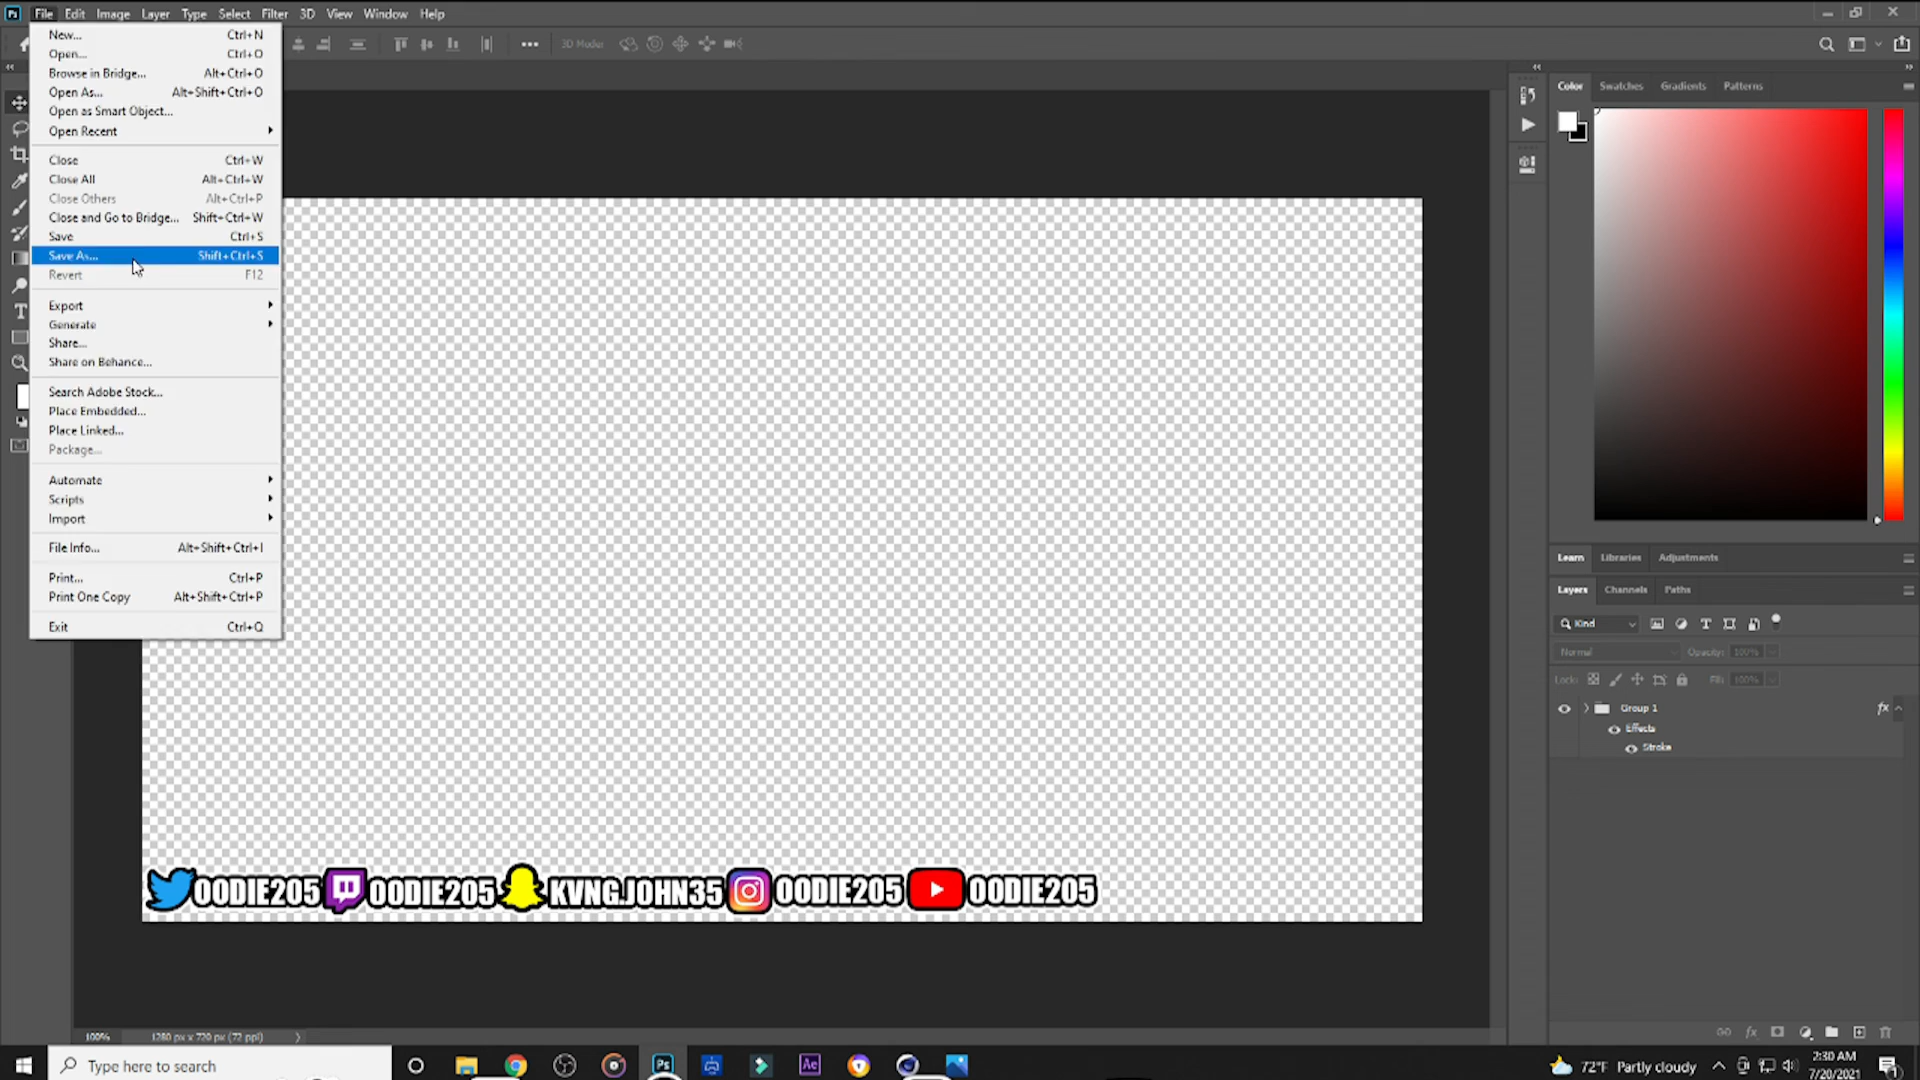 Ps File Edit Image Layer Type Select Filter 3D View Window Help
New... Ctrl+N
Open... Ctrl+O
Browse in Bridge... Alt+Ctrl+O
Open As... Alt+Shift+Ctrl+O
Open as Smart Object...
Open Recent
Close Ctrl+W
Close All Alt+Ctrl+W
Close Others Alt+Ctrl+P
Close and Go to Bridge... Shift+Ctrl+W
Save Ctrl+S
Save As... Shift+Ctrl+S
Revert F12
Export
Generate
Share...
Share on Behance...
Search Adobe Stock...
Place Embedded...
Place Linked...
Package...
Automate
Scripts
Import
File Info... Alt+Shift+Ctrl+I
Print... Ctrl+P
Print One Copy Alt+Shift+Ctrl+P
Exit Ctrl+Q
3D Mode:
Color Swatches Gradients Patterns
Learn Libraries Adjustments
Layers Channels Paths
Kind
Normal Opacity: 100%
Lock: Fill: 100%
Group 1 fx
Effects
Stroke
OODIE205 OODIE205 KVNGJOHN35 OODIE205 OODIE205
100% 1280 px x 720 px (72 ppi)
Type here to search
Ps Ae
72°F Partly cloudy
2:30 AM
7/20/2021